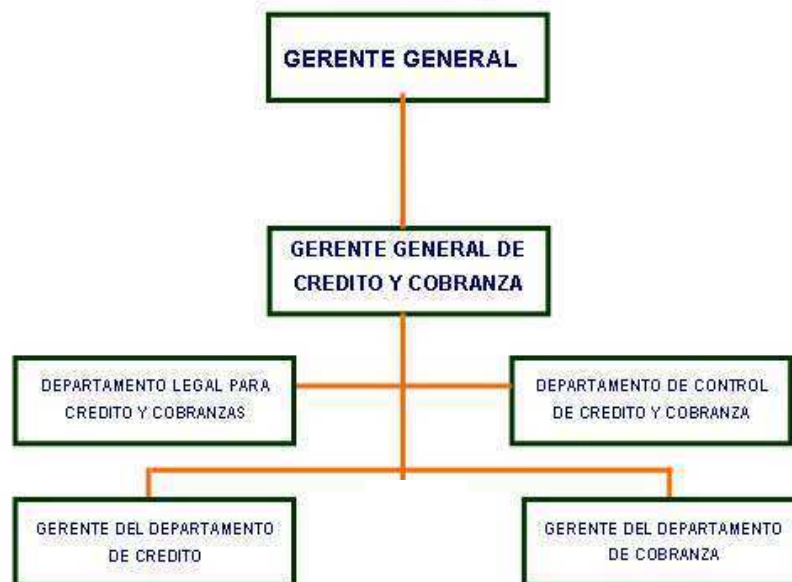 GERENTE GENERAL
GERENTE GENERAL DE
CREDITO Y COBRANZA
DEPARTAMENTO LEGAL PARA
CREDITO Y COBRANZAS
DEPARTAMENTO DE CONTROL
DE CREDITO Y COBRANZA
GERENTE DEL DEPARTAMENTO
DE CREDITO
GERENTE DEL DEPARTAMENTO
DE COBRANZA